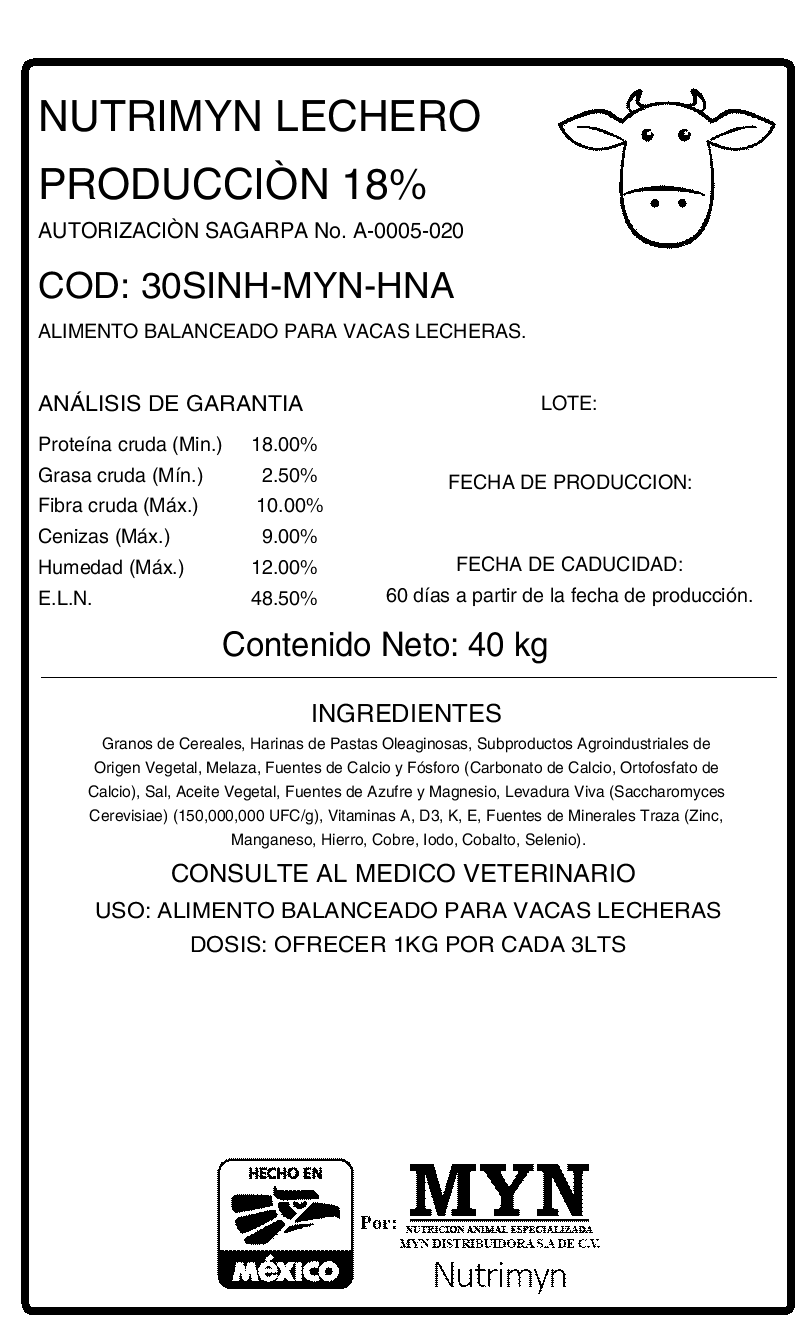 NUTRIMYN LECHERO
PRODUCCIÒN 18%
AUTORIZACIÒN SAGARPA No. A-0005-020
COD: 30SINH-MYN-HNA
ALIMENTO BALANCEADO PARA VACAS LECHERAS.
ANÁLISIS DE GARANTIA
Proteína cruda (Min.) 18.00%
Grasa cruda (Mín.) 2.50%
Fibra cruda (Máx.) 10.00%
Cenizas (Máx.) 9.00%
Humedad (Máx.) 12.00%
E.L.N. 48.50%
LOTE:
FECHA DE PRODUCCION:
FECHA DE CADUCIDAD:
60 días a partir de la fecha de producción.
Contenido Neto: 40 kg
INGREDIENTES
Granos de Cereales, Harinas de Pastas Oleaginosas, Subproductos Agroindustriales de
Origen Vegetal, Melaza, Fuentes de Calcio y Fósforo (Carbonato de Calcio, Ortofosfato de
Calcio), Sal, Aceite Vegetal, Fuentes de Azufre y Magnesio, Levadura Viva (Saccharomyces
Cerevisiae) (150,000,000 UFC/g), Vitaminas A, D3, K, E, Fuentes de Minerales Traza (Zinc,
Manganeso, Hierro, Cobre, Iodo, Cobalto, Selenio).
CONSULTE AL MEDICO VETERINARIO
USO: ALIMENTO BALANCEADO PARA VACAS LECHERAS
DOSIS: OFRECER 1KG POR CADA 3LTS
HECHO EN
MéXICO
Por:
MYN
NUTRICION ANIMAL ESPECIALIZADA
MYN DISTRIBUIDORA S.A DE C.V.
Nutrimyn